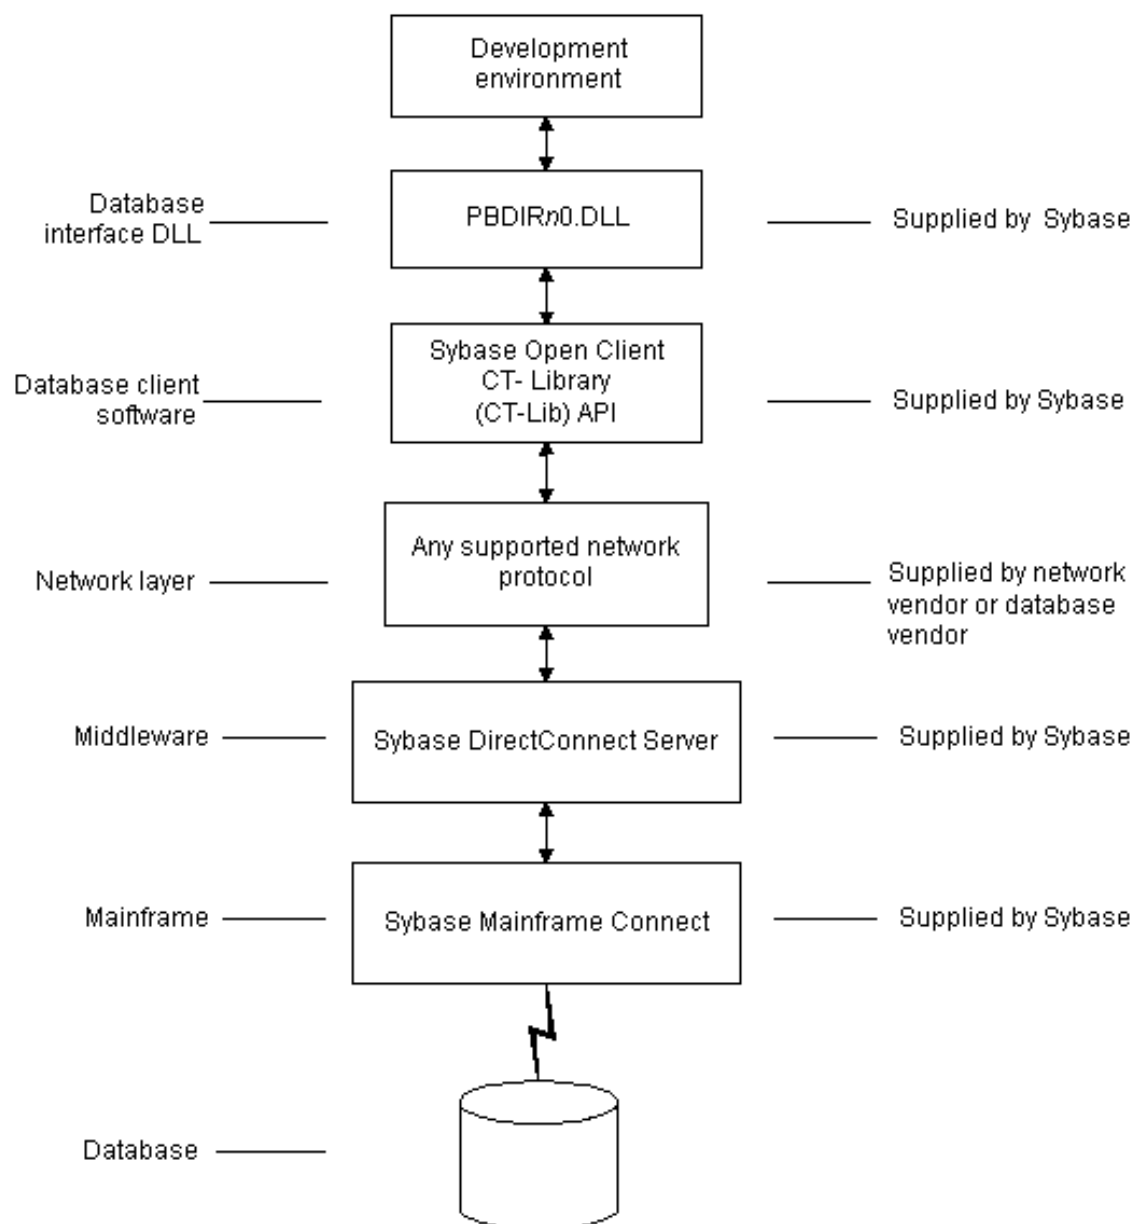 Development
environment
Database
interface DLL
PBDIRn0.DLL
Supplied by Sybase
Database client
software
Sybase Open Client
CT- Library
(CT-Lib) API
Supplied by Sybase
Network layer
Any supported network
protocol
Supplied by network
vendor or database
vendor
Middleware
Sybase DirectConnect Server
Supplied by Sybase
Mainframe
Sybase Mainframe Connect
Supplied by Sybase
Database